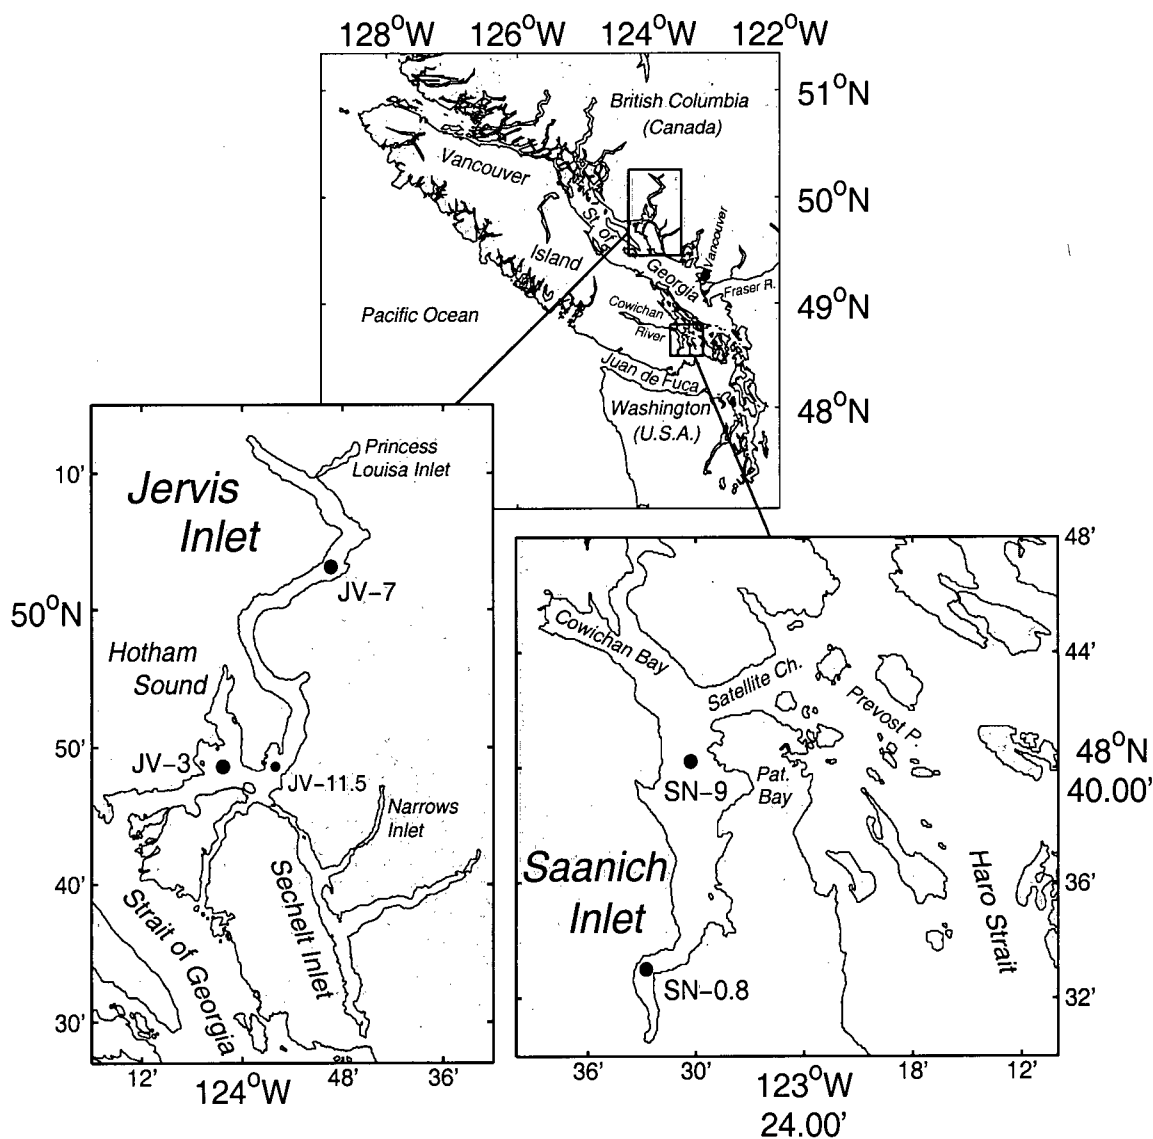 128°W 126°W 124°W 122°W
51°N
British Columbia
(Canada)
Vancouver
50°N
St. of
Vancouver
Island
Georgia
Fraser R.
49°N
Cowichan
River
Pacific Ocean
Juan de Fuca
Washington
(U.S.A.)
48°N
Princess
Louisa Inlet
10'
Jervis
Inlet
JV-7
50°N
Hotham
Sound
50'
JV-3
JV-11.5
Narrows
Inlet
40'
Sechelt Inlet
Strait of Georgia
30'
12' 124°W 48' 36'
48'
Cowichan Bay
44'
Satellite Ch.
Prevost P.
48°N
40.00'
SN-9
Pat.
Bay
Saanich
Inlet
36'
Haro Strait
SN-0.8
32'
36' 30' 123°W 18' 12'
24.00'